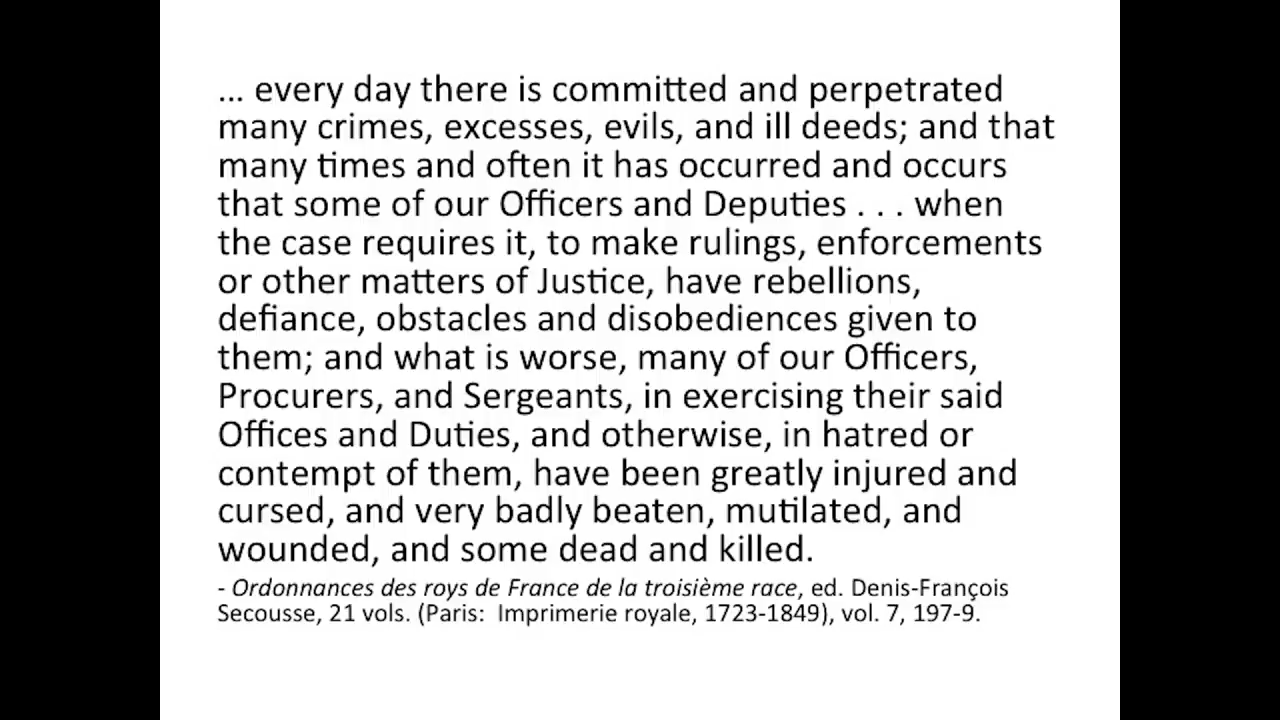 ... every day there is committed and perpetrated
many crimes, excesses, evils, and ill deeds; and that
many times and often it has occurred and occurs
that some of our Officers and Deputies . . . when
the case requires it, to make rulings, enforcements
or other matters of Justice, have rebellions,
defiance, obstacles and disobediences given to
them; and what is worse, many of our Officers,
Procurers, and Sergeants, in exercising their said
Offices and Duties, and otherwise, in hatred or
contempt of them, have been greatly injured and
cursed, and very badly beaten, mutilated, and
wounded, and some dead and killed.
- Ordonnances des roys de France de la troisième race, ed. Denis-François
Secousse, 21 vols. (Paris:  Imprimerie royale, 1723-1849), vol. 7, 197-9.